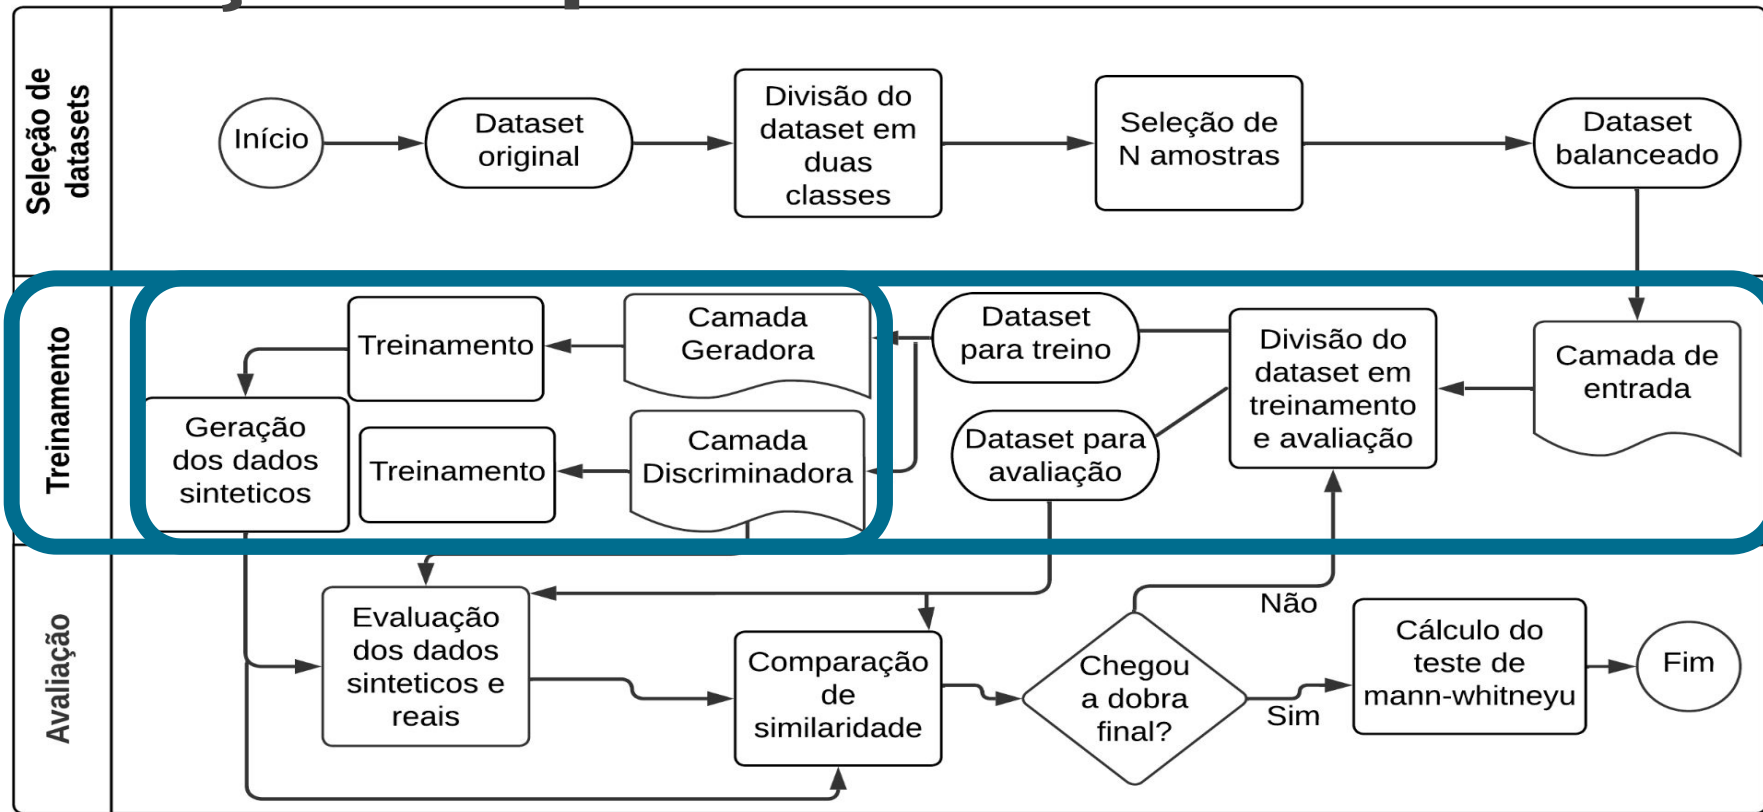 Seleção de
datasets
Início
Dataset
original
Divisão do
dataset em
duas
classes
Seleção de
N amostras
Dataset
balanceado
Treinamento
Treinamento
Camada
Geradora
Dataset
para treino
Divisão do
dataset em
treinamento
e avaliação
Camada de
entrada
Geração
dos dados
sinteticos
Treinamento
Camada
Discriminadora
Dataset para
avaliação
Avaliação
Evaluação
dos dados
sinteticos e
reais
Comparação
de
similaridade
Chegou
a dobra
final?
Não
Sim
Cálculo do
teste de
mann-whitneyu
Fim